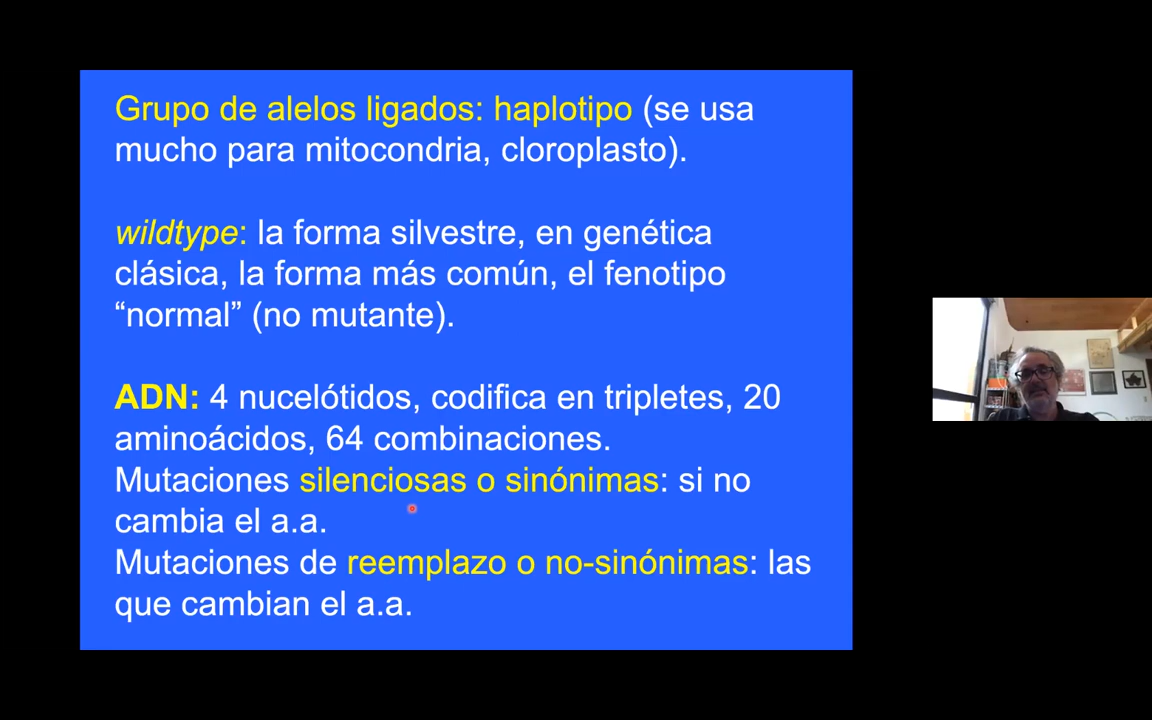 Grupo de alelos ligados: haplotipo (se usa
mucho para mitocondria, cloroplasto).
wildtype: la forma silvestre, en genética
clásica, la forma más común, el fenotipo
“normal” (no mutante).
ADN: 4 nucelótidos, codifica en tripletes, 20
aminoácidos, 64 combinaciones.
Mutaciones silenciosas o sinónimas: si no
cambia el a.a.
Mutaciones de reemplazo o no-sinónimas: las
que cambian el a.a.